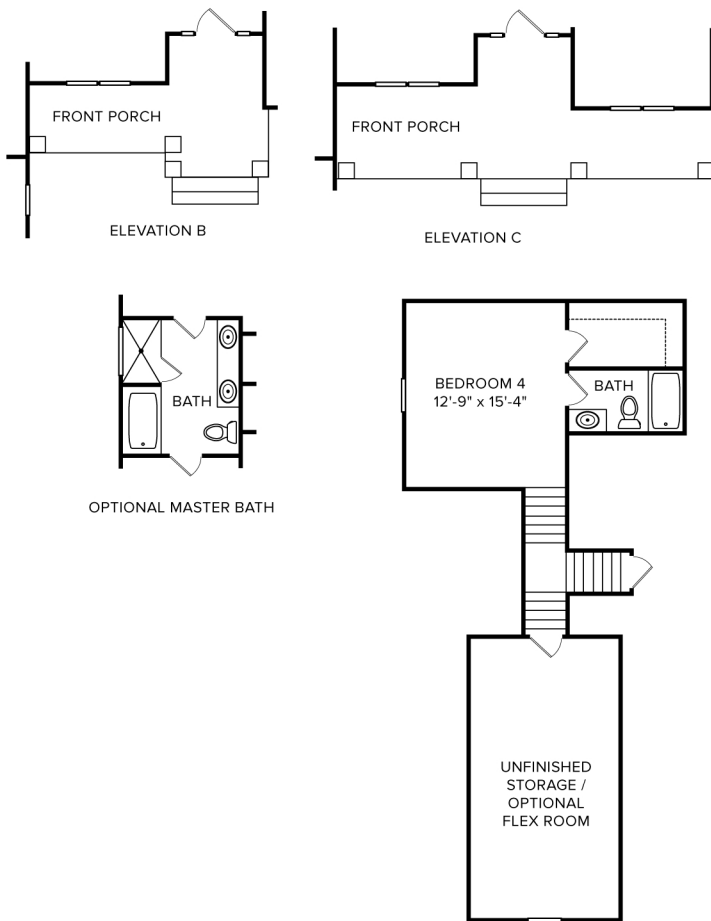 FRONT PORCH
ELEVATION B
FRONT PORCH
ELEVATION C
BATH
OPTIONAL MASTER BATH
BEDROOM 4
12'-9" x 15'-4"
BATH
UNFINISHED
STORAGE /
OPTIONAL
FLEX ROOM